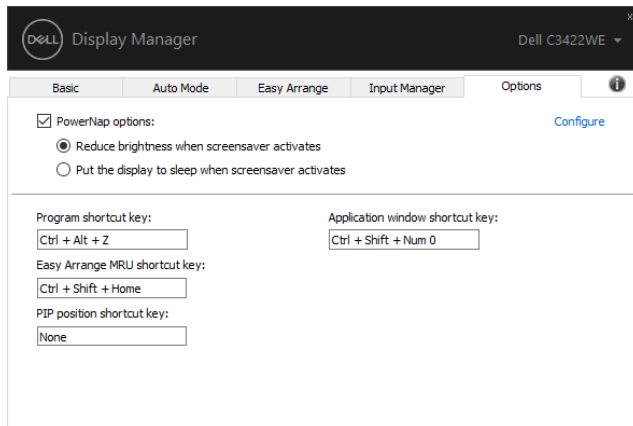 DELL Display Manager
Dell C3422WE
Basic Auto Mode Easy Arrange Input Manager Options
PowerNap options:
Configure
Reduce brightness when screensaver activates
Put the display to sleep when screensaver activates
Program shortcut key:
Ctrl + Alt + Z
Application window shortcut key:
Ctrl + Shift + Num 0
Easy Arrange MRU shortcut key:
Ctrl + Shift + Home
PIP position shortcut key:
None